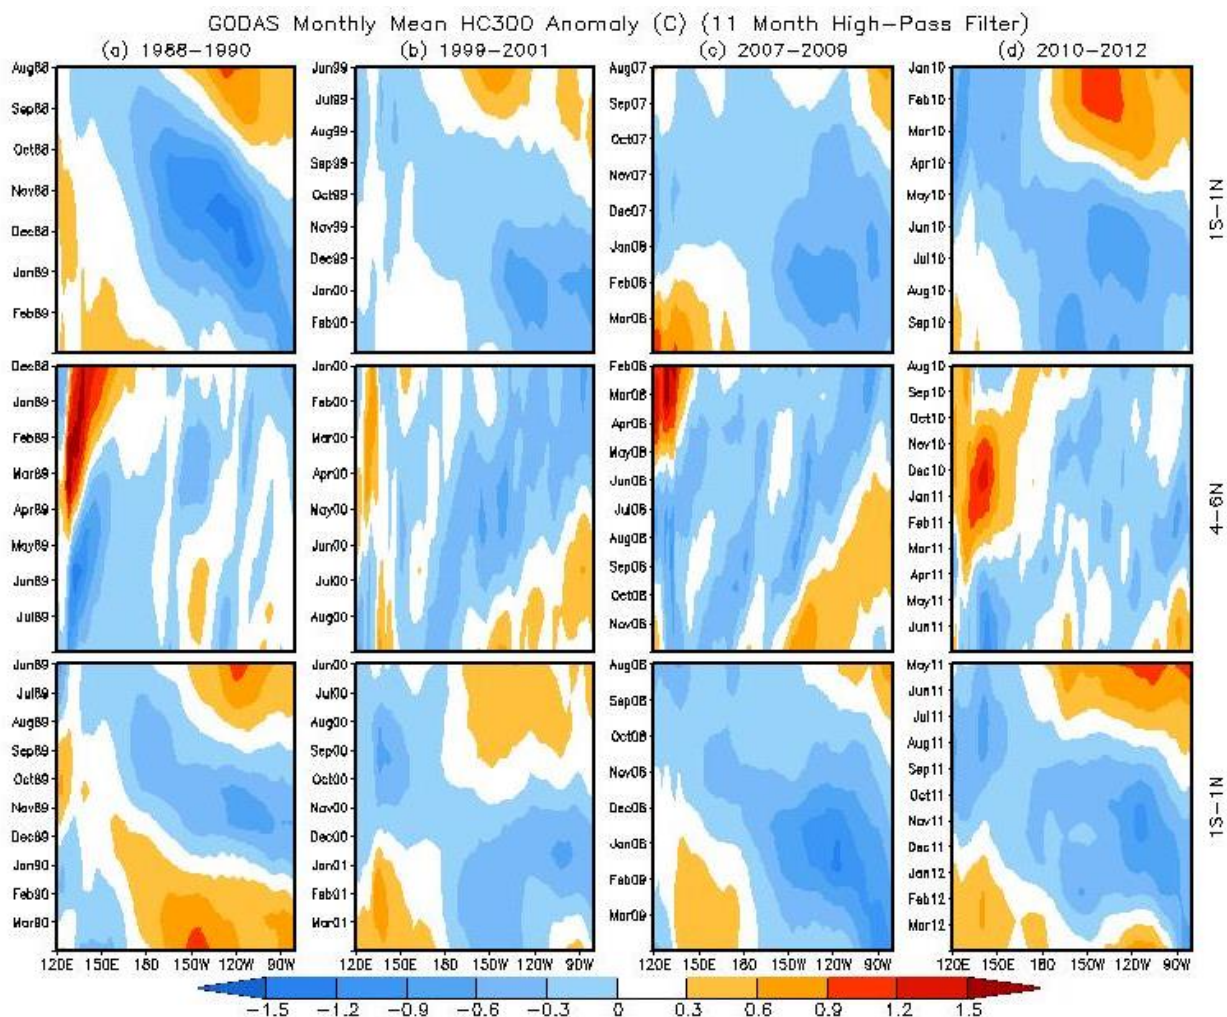 GODAS Monthly Mean HC300 Anomaly (C) (11 Month High-Pass Filter)
(a) 1988-1990
(b) 1999-2001
(c) 2007-2009
(d) 2010-2012
Aug88
Sep88
Oct88
Nov88
Dec88
Jan89
Feb89
Jun99
Jul99
Aug99
Sep99
Oct99
Nov99
Dec99
Jan00
Feb00
Aug07
Sep07
Oct07
Nov07
Dec07
Jan08
Feb08
Mar08
Jan10
Feb10
Mar10
Apr10
May10
Jun10
Jul10
Aug10
Sep10
1S-1N
Dec88
Jan89
Feb89
Mar89
Apr89
May89
Jun89
Jul89
Jan00
Feb00
Mar00
Apr00
May00
Jun00
Jul00
Aug00
Feb08
Mar08
Apr08
May08
Jun08
Jul08
Aug08
Sep08
Oct08
Nov08
Aug10
Sep10
Oct10
Nov10
Dec10
Jan11
Feb11
Mar11
Apr11
May11
Jun11
4-6N
Jun89
Jul89
Aug89
Sep89
Oct89
Nov89
Dec89
Jan90
Feb90
Mar90
Jun00
Jul00
Aug00
Sep00
Oct00
Nov00
Dec00
Jan01
Feb01
Mar01
Aug08
Sep08
Oct08
Nov08
Dec08
Jan09
Feb09
Mar09
May11
Jun11
Jul11
Aug11
Sep11
Oct11
Nov11
Dec11
Jan12
Feb12
Mar12
1S-1N
120E 150E 180 150W 120W 90W
120E 150E 180 150W 120W 90W
120E 150E 180 150W 120W 90W
120E 150E 180 150W 120W 90W
-1.5 -1.2 -0.9 -0.6 -0.3 0 0.3 0.6 0.9 1.2 1.5